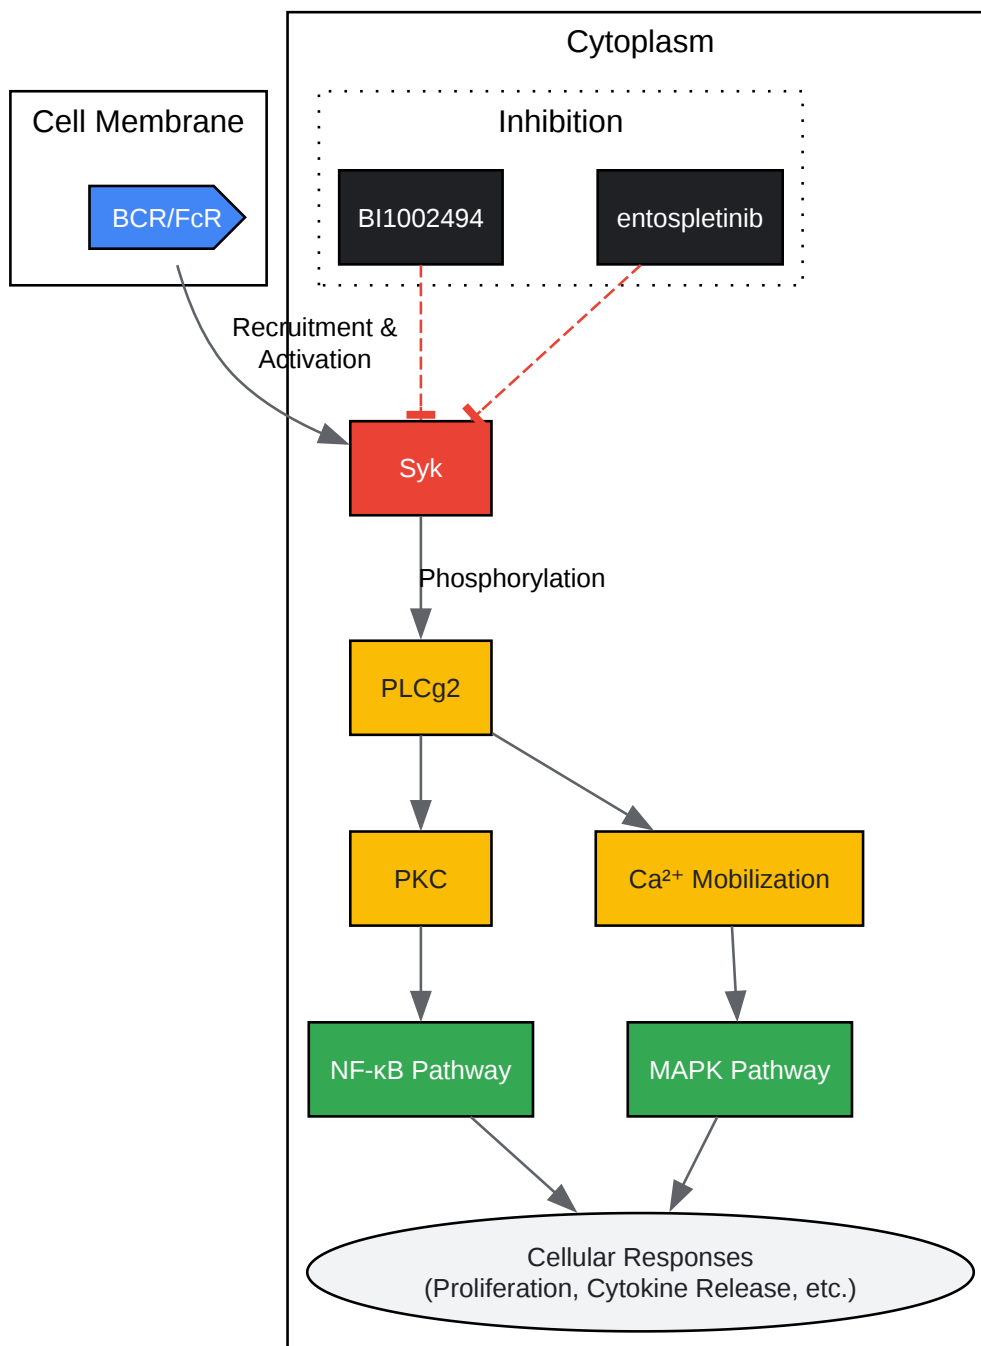 Cytoplasm
Cell Membrane
Inhibition
BCR/FcR
BI1002494
entospletinib
Recruitment &
Activation
Syk
Phosphorylation
PLCg2
PKC
Ca²⁺ Mobilization
NF-κB Pathway
MAPK Pathway
Cellular Responses
(Proliferation, Cytokine Release, etc.)